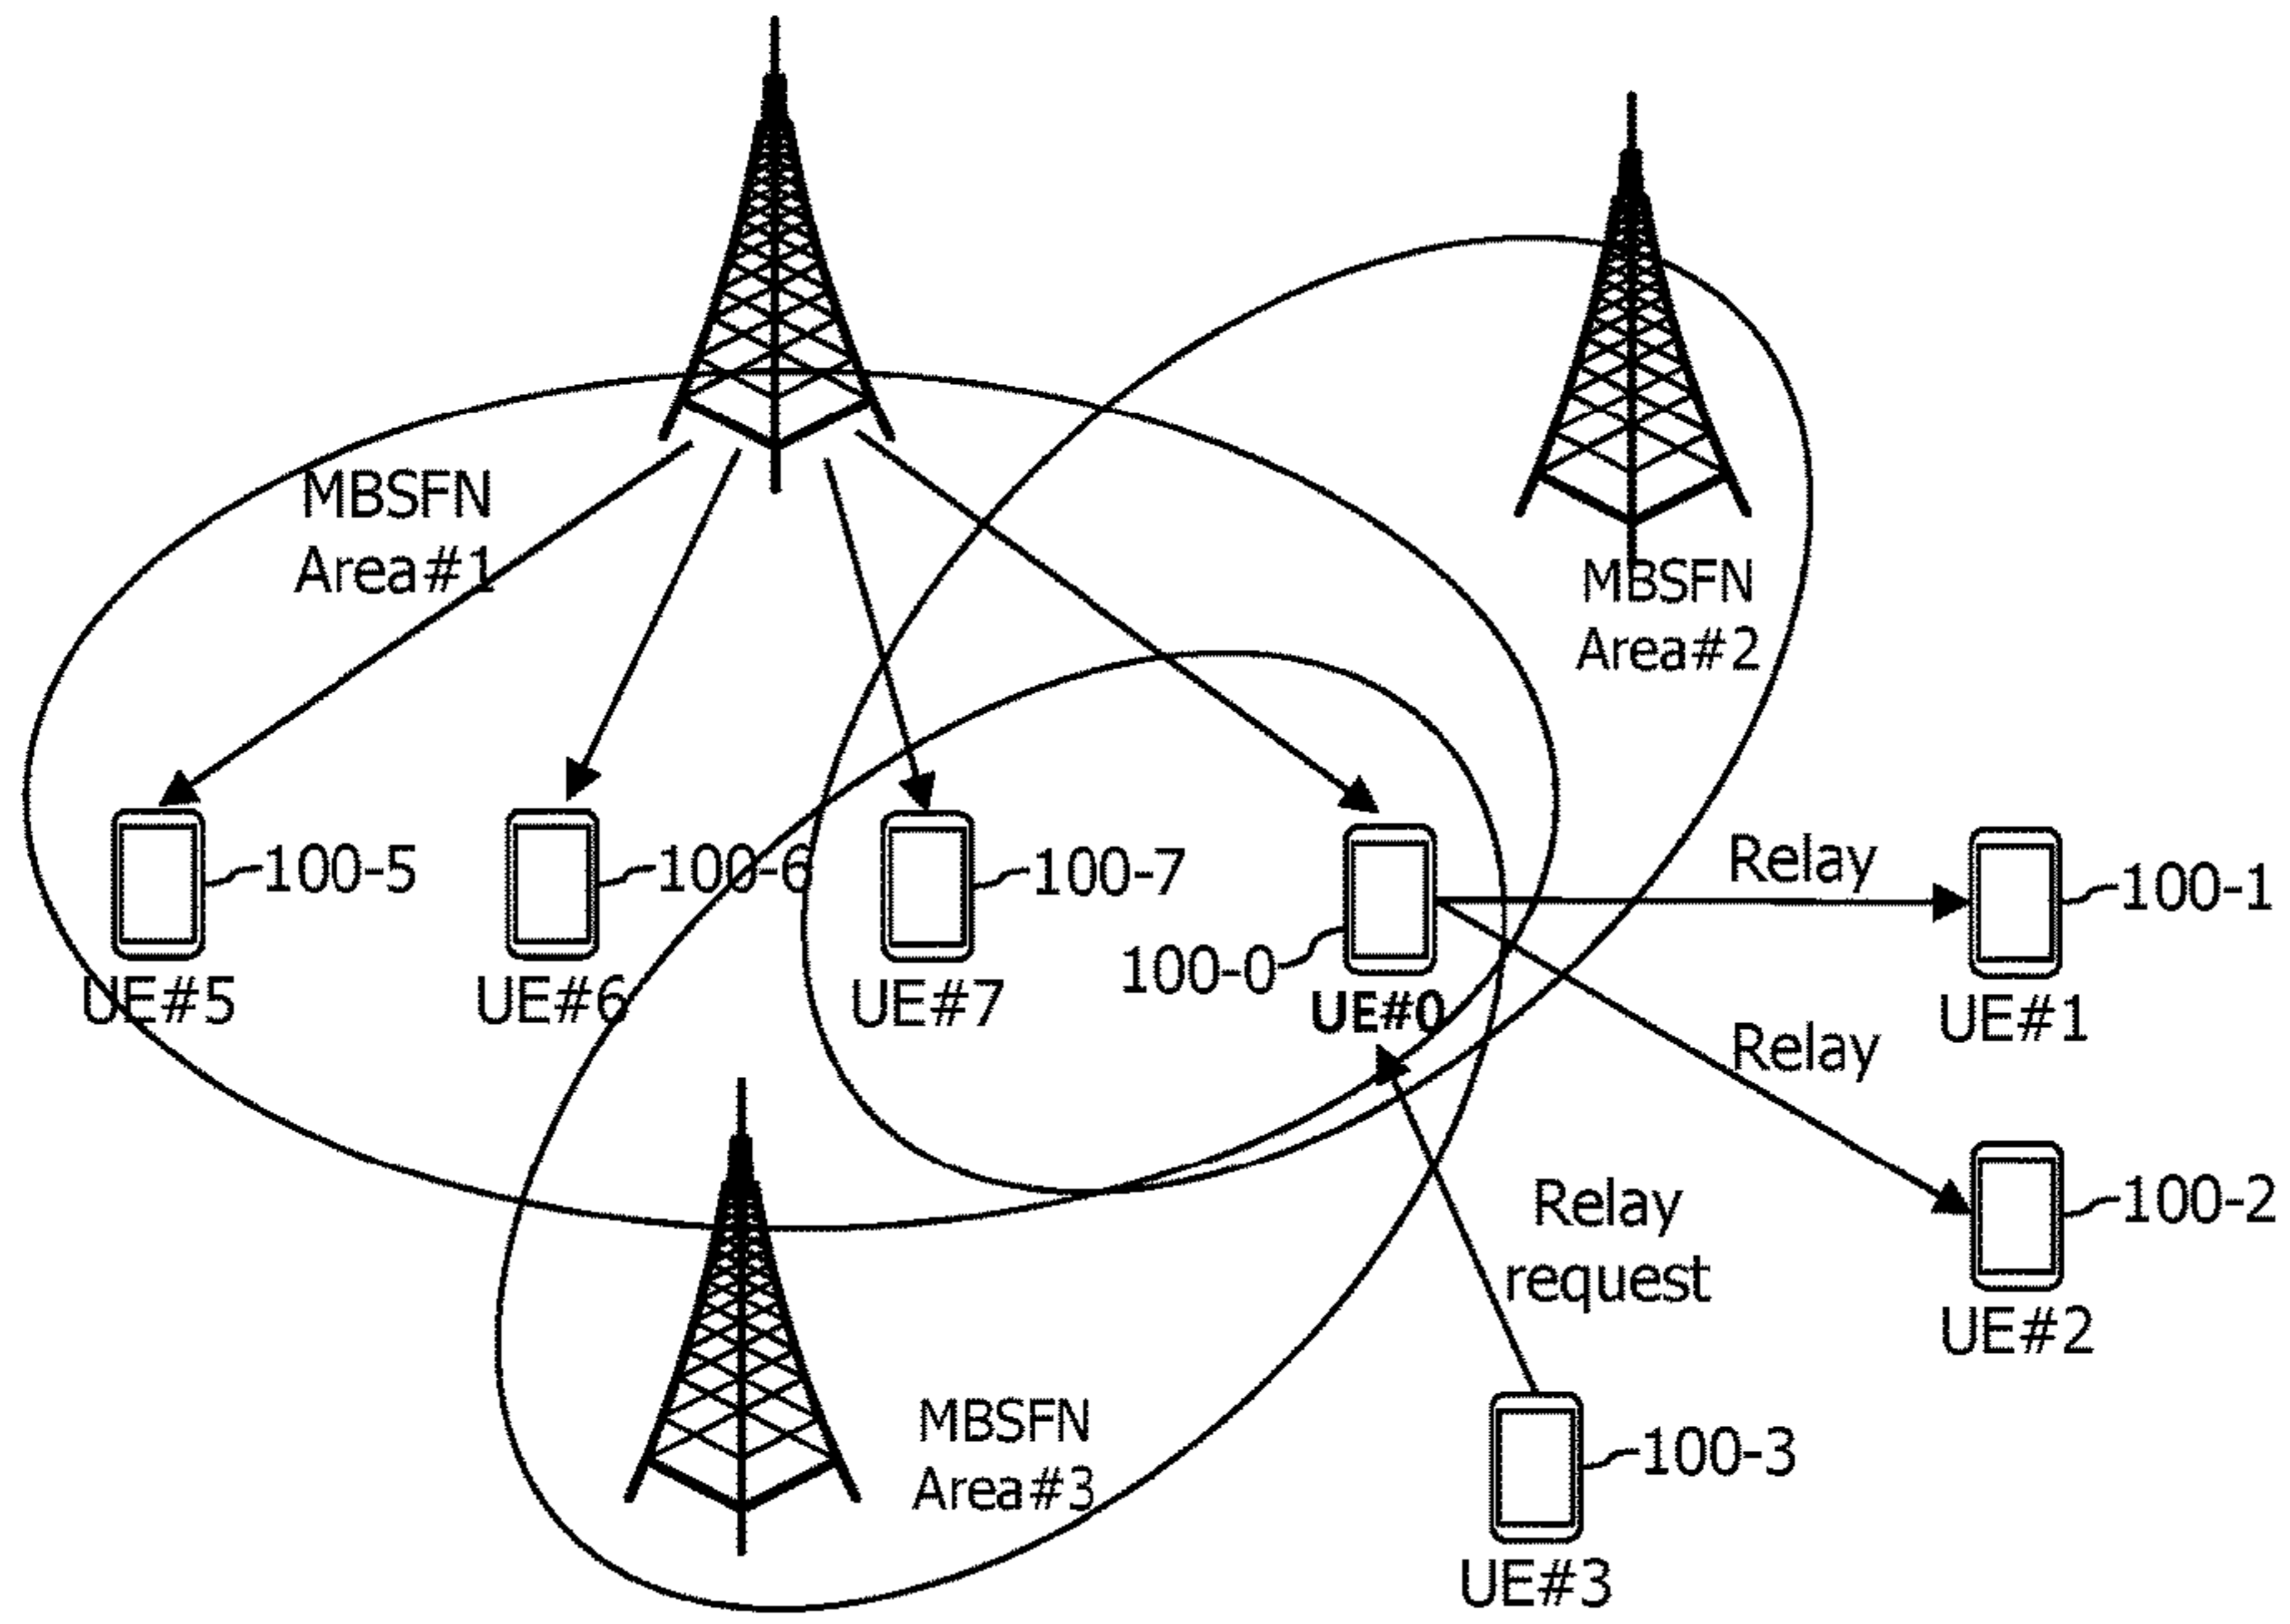 MBSFN
Area#1
MBSFN
Area#2
100-5
100-6
100-7
100-0
Relay
100-1
UE#5
UE#6
UE#7
UE#0
UE#1
Relay
100-2
Relay
request
UE#2
MBSFN
Area#3
100-3
UE#3